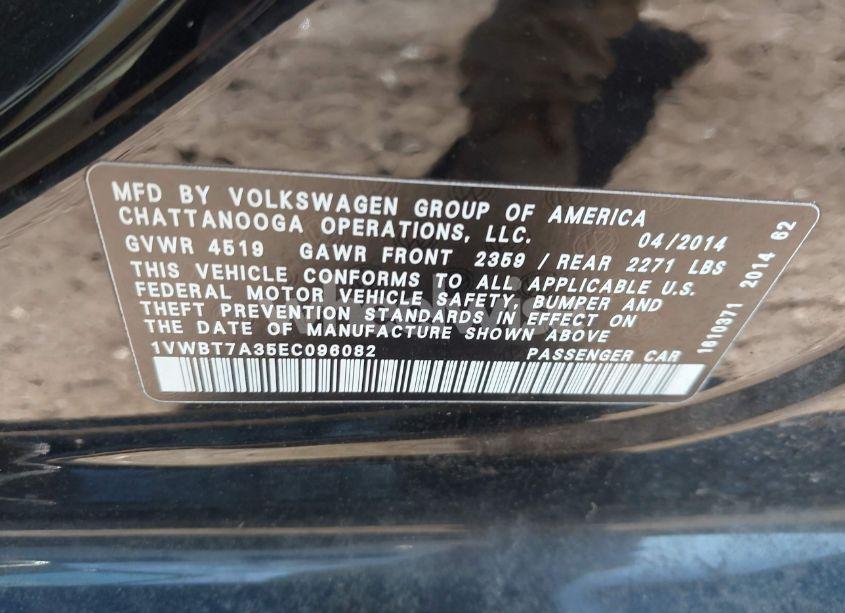 MFD BY VOLKSWAGEN GROUP OF AMERICA
CHATTANOOGA OPERATIONS, LLC. 04/2014
GVWR 4519 GAWR FRONT 2359 / REAR 2271 LBS
THIS VEHICLE CONFORMS TO ALL APPLICABLE U.S.
FEDERAL MOTOR VEHICLE SAFETY, BUMPER AND
THEFT PREVENTION STANDARDS IN EFFECT ON
THE DATE OF MANUFACTURE SHOWN ABOVE
1VWBT7A35EC096082 PASSENGER CAR
1610371 2014 62